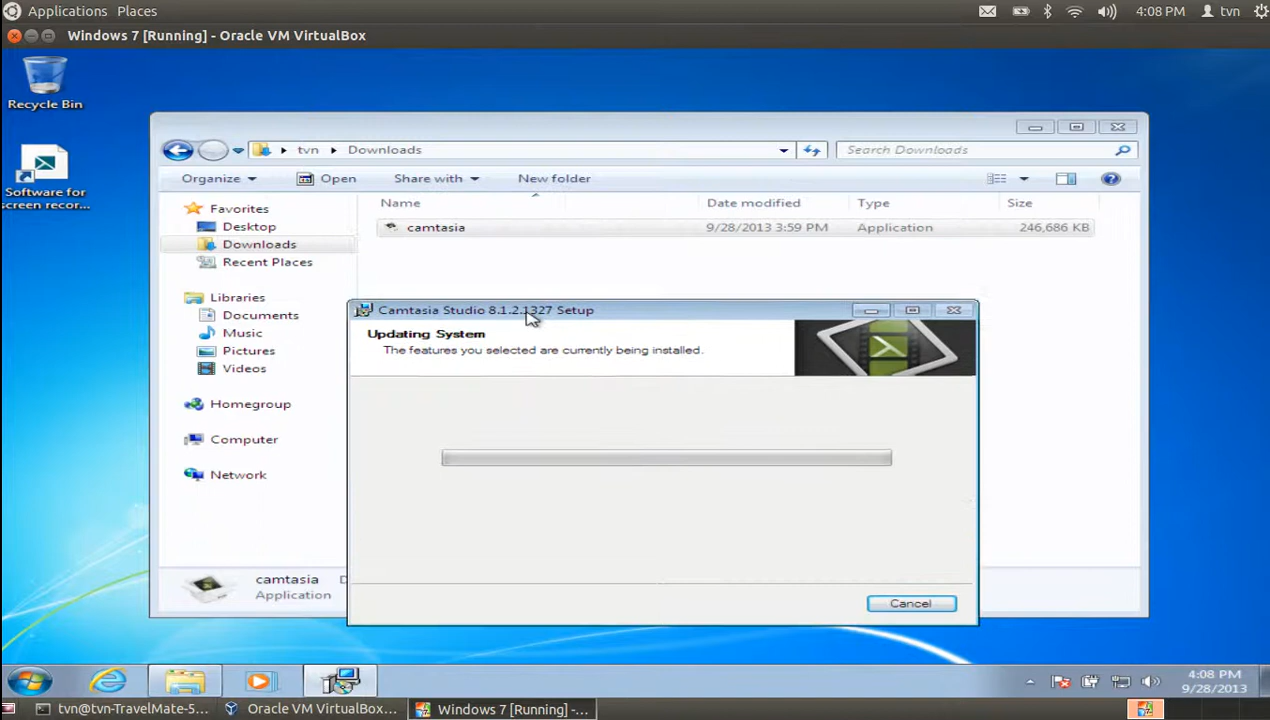 Applications Places
4:08 PM tvn
Windows 7 [Running] - Oracle VM VirtualBox
Recycle Bin
Software for
screen recor...
tvn Downloads
Search Downloads
Organize Open Share with New folder
Favorites
Desktop
Downloads
Recent Places
Libraries
Documents
Music
Pictures
Videos
Homegroup
Computer
Network
Name Date modified Type Size
camtasia 9/28/2013 3:59 PM Application 246,686 KB
Camtasia Studio 8.1.2.1327 Setup
Updating System
The features you selected are currently being installed.
Cancel
camtasia D
Application
4:08 PM
9/28/2013
tvn@tvn-TravelMate-5... Oracle VM VirtualBox... Windows 7 [Running] -...